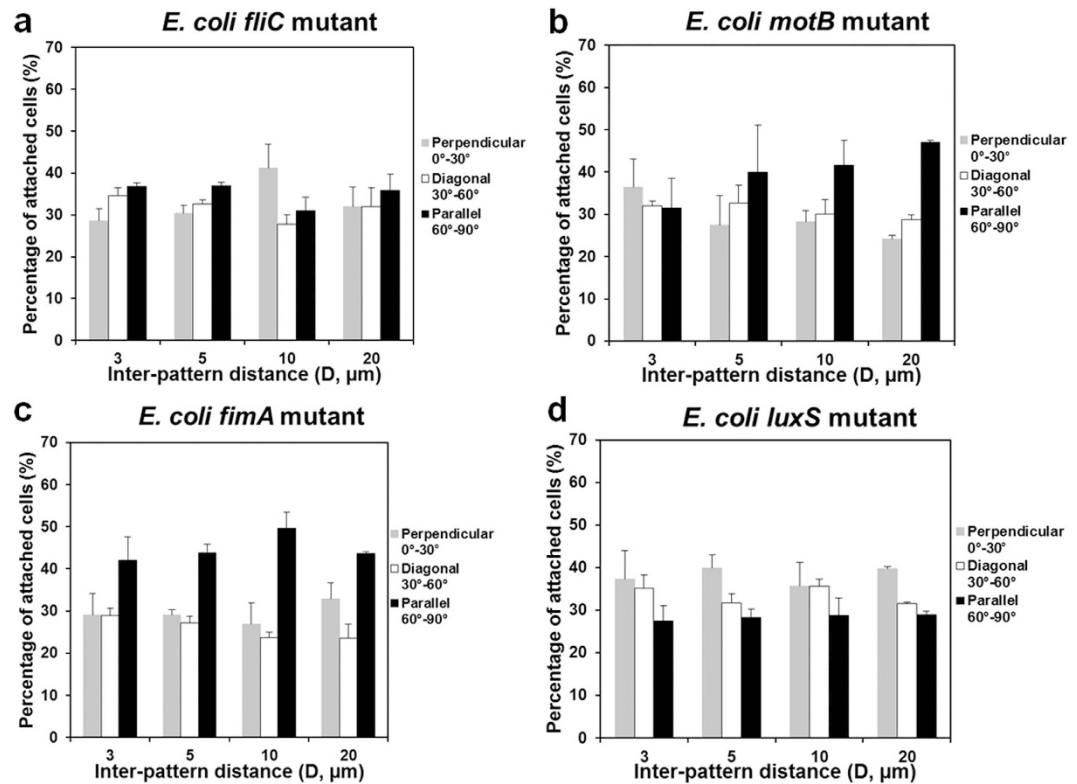 a
E. coli fliC mutant
Percentage of attached cells (%)
70
60
50
40
30
20
10
0
3 5 10 20
Inter-pattern distance (D, µm)
Perpendicular
0°-30°
Diagonal
30°-60°
Parallel
60°-90°
b
E. coli motB mutant
Percentage of attached cells (%)
70
60
50
40
30
20
10
0
3 5 10 20
Inter-pattern distance (D, µm)
Perpendicular
0°-30°
Diagonal
30°-60°
Parallel
60°-90°
c
E. coli fimA mutant
Percentage of attached cells (%)
70
60
50
40
30
20
10
0
3 5 10 20
Inter-pattern distance (D, µm)
Perpendicular
0°-30°
Diagonal
30°-60°
Parallel
60°-90°
d
E. coli luxS mutant
Percentage of attached cells (%)
70
60
50
40
30
20
10
0
3 5 10 20
Inter-pattern distance (D, µm)
Perpendicular
0°-30°
Diagonal
30°-60°
Parallel
60°-90°